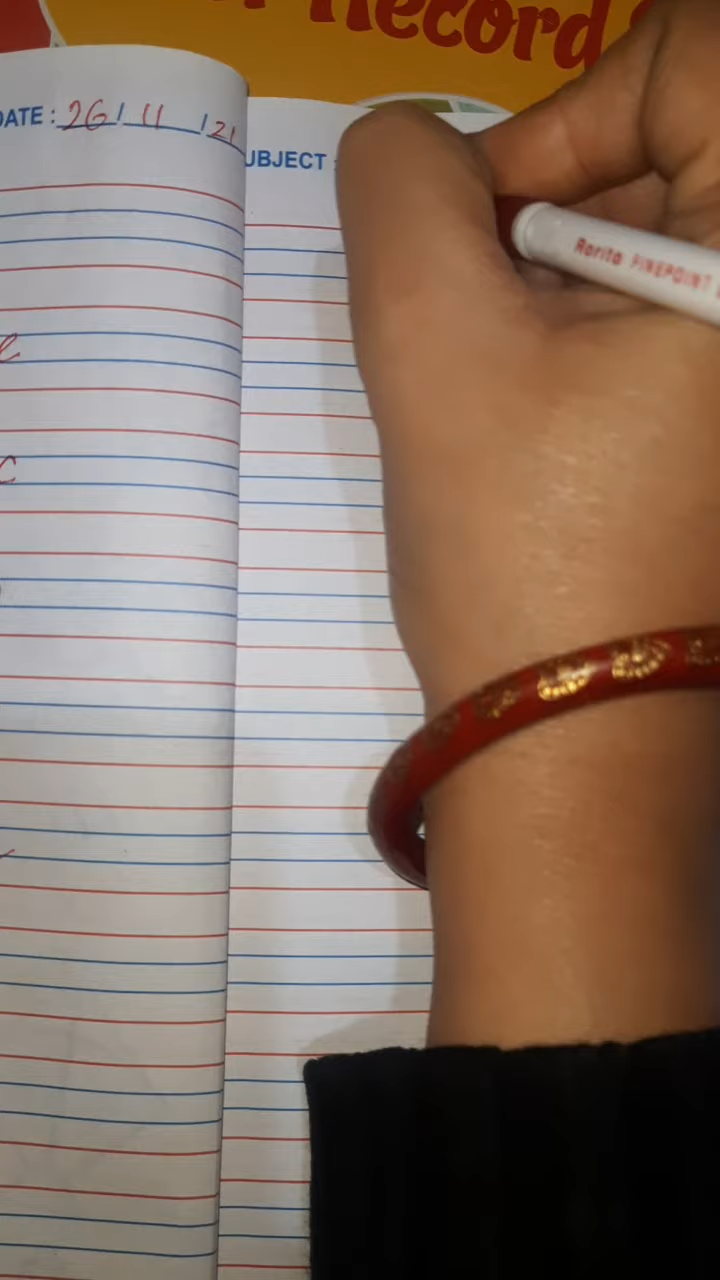 Record
DATE : 26/ 11 /21
UBJECT :
Rorito FINEPOINT
e
c